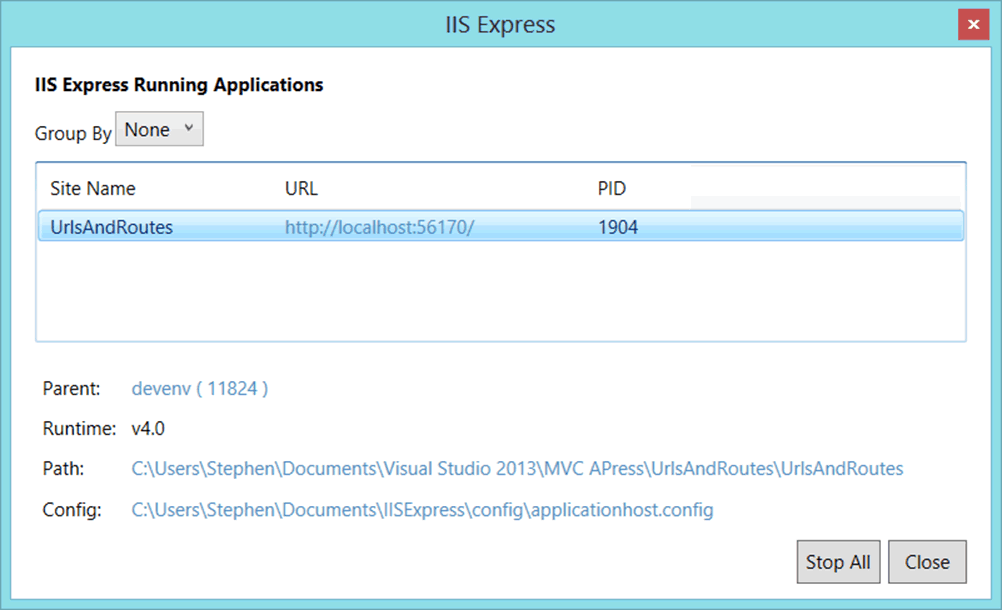 IIS Express
IIS Express Running Applications
Group By None
Site Name URL PID
UrlsAndRoutes http://localhost:56170/ 1904
Parent: devenv ( 11824 )
Runtime: v4.0
Path: C:\Users\Stephen\Documents\Visual Studio 2013\MVC APress\UrlsAndRoutes\UrlsAndRoutes
Config: C:\Users\Stephen\Documents\IISExpress\config\applicationhost.config
Stop All Close